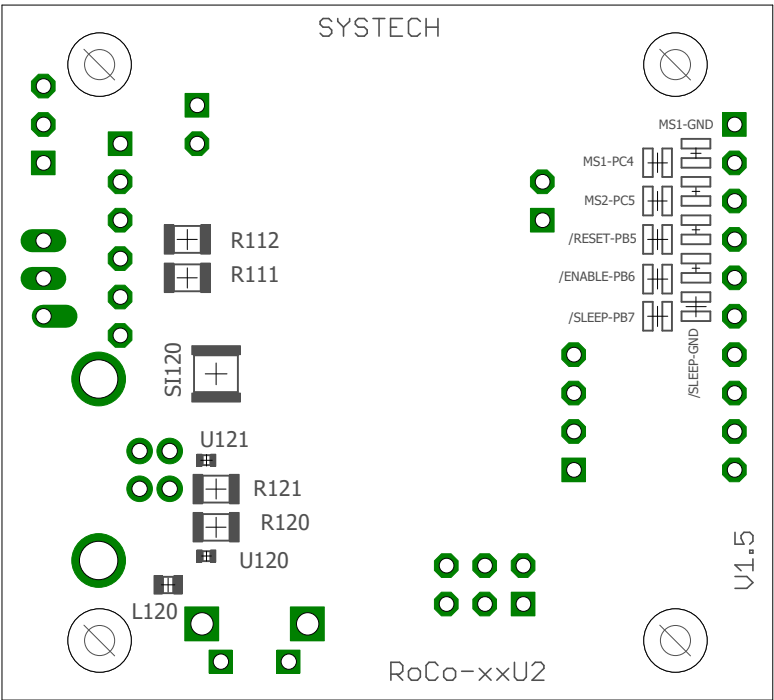 SYSTECH
MS1-GND
MS1-PC4
MS2-PC5
/RESET-PB5
/ENABLE-PB6
/SLEEP-PB7
/SLEEP-GND
R112
R111
SI120
U121
R121
R120
U120
L120
V1.5
RoCo-xxU2